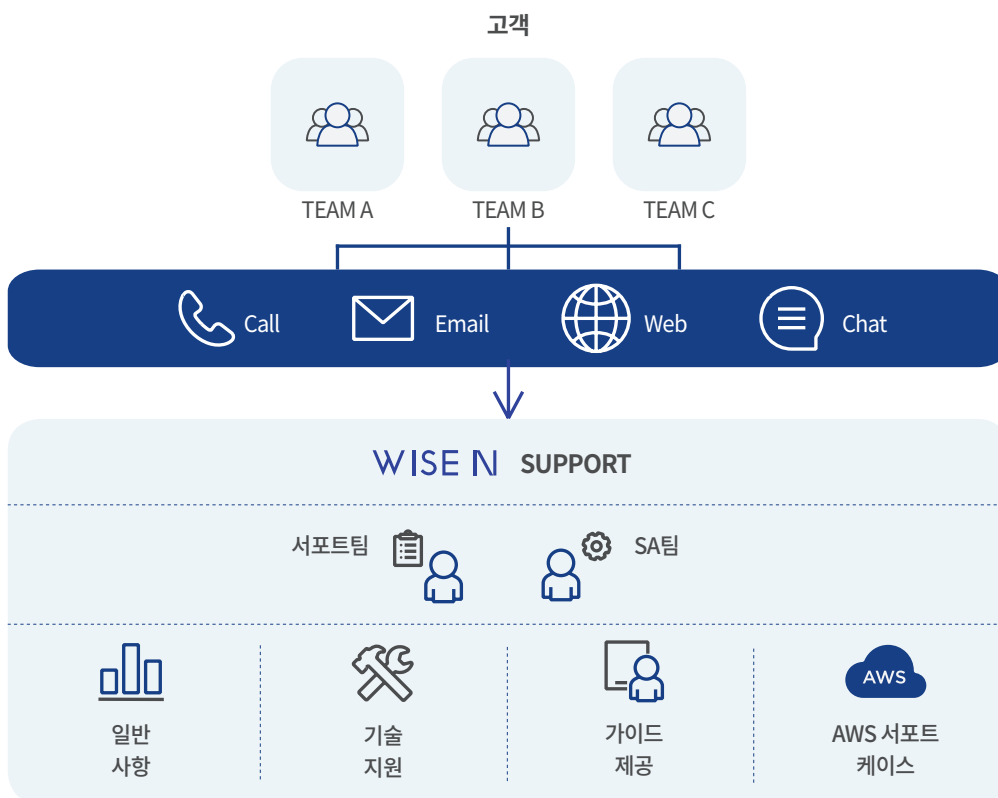 고객
TEAM A TEAM B TEAM C
Call Email Web Chat
WISE N SUPPORT
서포트팀 SA팀
AWS
일반 기술 가이드 AWS 서포트
사항 지원 제공 케이스